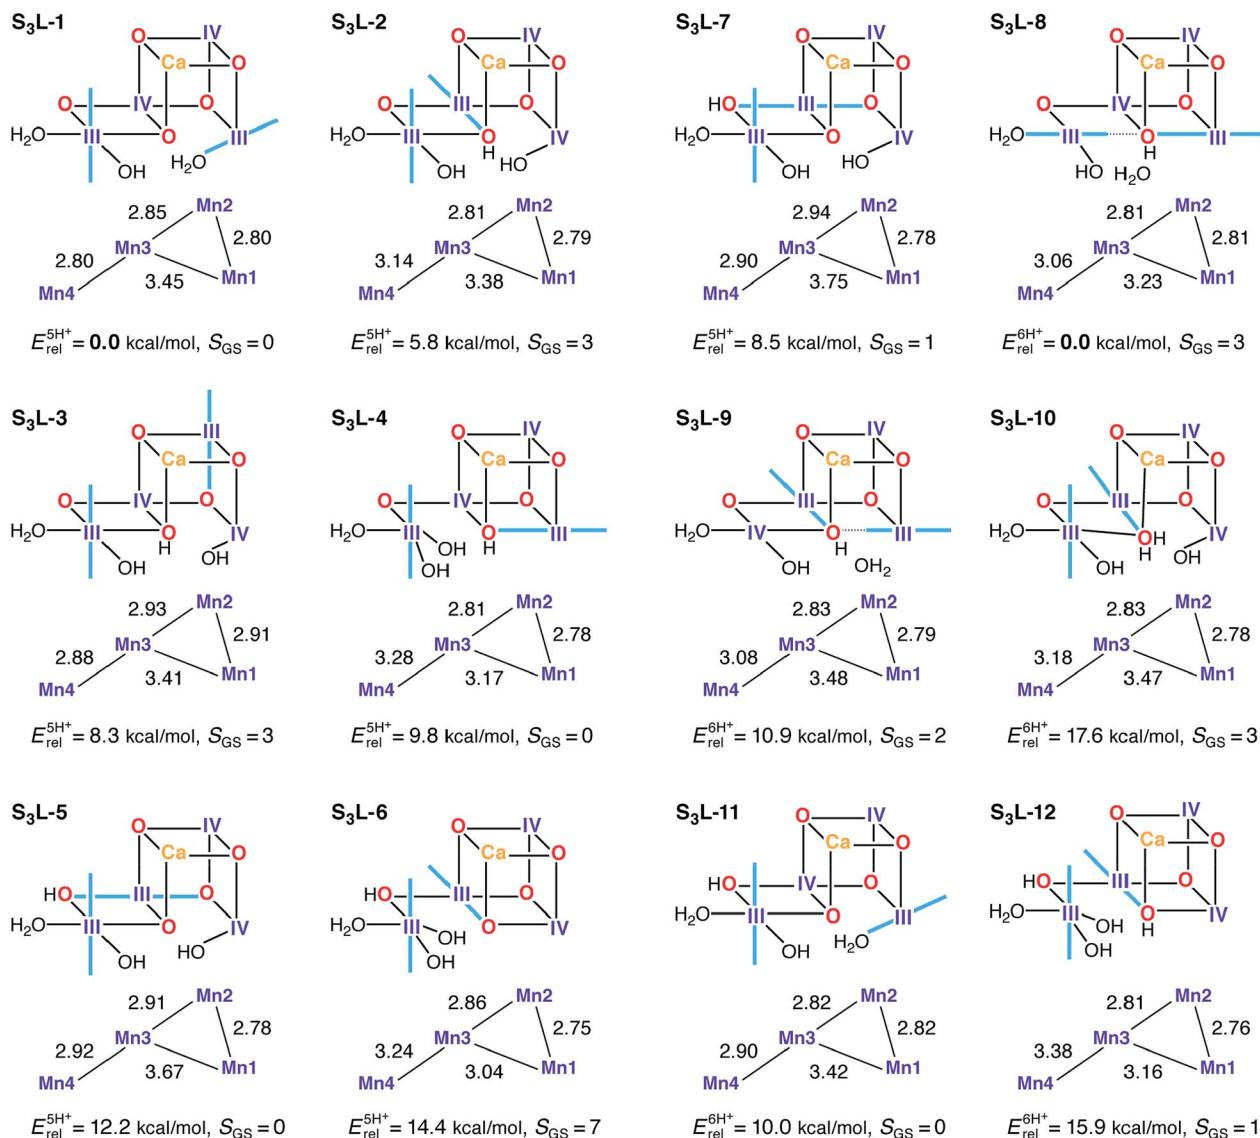 S₃L-1 S₃L-2 S₃L-7 S₃L-8
O IV O IV O IV O IV
Ca O Ca O Ca O Ca O
O IV O O III O HO III O O IV O
H₂O III O III H₂O III O IV H₂O III O IV H₂O III O III
OH H₂O OH H HO OH HO HO H H₂O
2.85 Mn2 2.81 Mn2 2.94 Mn2 2.81 Mn2
Mn3 2.80 Mn3 2.79 Mn3 2.78 Mn3 2.81
2.80 3.45 Mn1 3.14 3.38 Mn1 2.90 3.75 Mn1 3.06 3.23 Mn1
Mn4 Mn4 Mn4 Mn4
E⁵ᴴ⁺rel = 0.0 kcal/mol, SGS = 0 E⁵ᴴ⁺rel = 5.8 kcal/mol, SGS = 3 E⁵ᴴ⁺rel = 8.5 kcal/mol, SGS = 1 E⁶ᴴ⁺rel = 0.0 kcal/mol, SGS = 3
S₃L-3 S₃L-4 S₃L-9 S₃L-10
O III O IV O IV O IV
Ca O Ca O Ca O Ca O
O IV O O IV O O III O O III O
H₂O III O IV H₂O III O III H₂O IV O III H₂O III OH IV
OH H OH OH OH H OH H OH₂ OH H OH
2.93 Mn2 2.81 Mn2 2.83 Mn2 2.83 Mn2
Mn3 2.91 Mn3 2.78 Mn3 2.79 Mn3 2.78
2.88 3.41 Mn1 3.28 3.17 Mn1 3.08 3.48 Mn1 3.18 3.47 Mn1
Mn4 Mn4 Mn4 Mn4
E⁵ᴴ⁺rel = 8.3 kcal/mol, SGS = 3 E⁵ᴴ⁺rel = 9.8 kcal/mol, SGS = 0 E⁶ᴴ⁺rel = 10.9 kcal/mol, SGS = 2 E⁶ᴴ⁺rel = 17.6 kcal/mol, SGS = 3
S₃L-5 S₃L-6 S₃L-11 S₃L-12
O IV O IV O IV O IV
Ca O Ca O Ca O Ca O
HO III O HO III O HO IV O HO III O
H₂O III O IV H₂O III O IV H₂O III O III H₂O III O IV
OH HO OH OH OH H₂O OH OH H
2.91 Mn2 2.86 Mn2 2.82 Mn2 2.81 Mn2
Mn3 2.78 Mn3 2.75 Mn3 2.82 Mn3 2.76
2.92 3.67 Mn1 3.24 3.04 Mn1 2.90 3.42 Mn1 3.38 3.16 Mn1
Mn4 Mn4 Mn4 Mn4
E⁵ᴴ⁺rel = 12.2 kcal/mol, SGS = 0 E⁵ᴴ⁺rel = 14.4 kcal/mol, SGS = 7 E⁶ᴴ⁺rel = 10.0 kcal/mol, SGS = 0 E⁶ᴴ⁺rel = 15.9 kcal/mol, SGS = 1